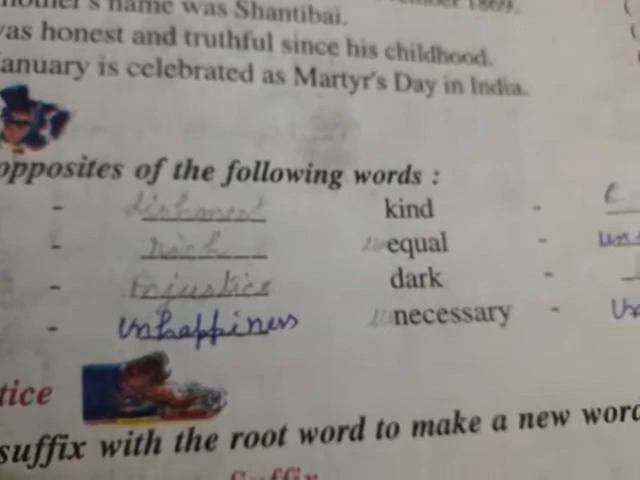 mother's name was Shantibai.
was honest and truthful since his childhood.
January is celebrated as Martyr's Day in India.
opposites of the following words :
- dishonest kind -
- rich equal - un
- Injustice dark -
- unhappiness necessary - un
tice
suffix with the root word to make a new word
Suffix